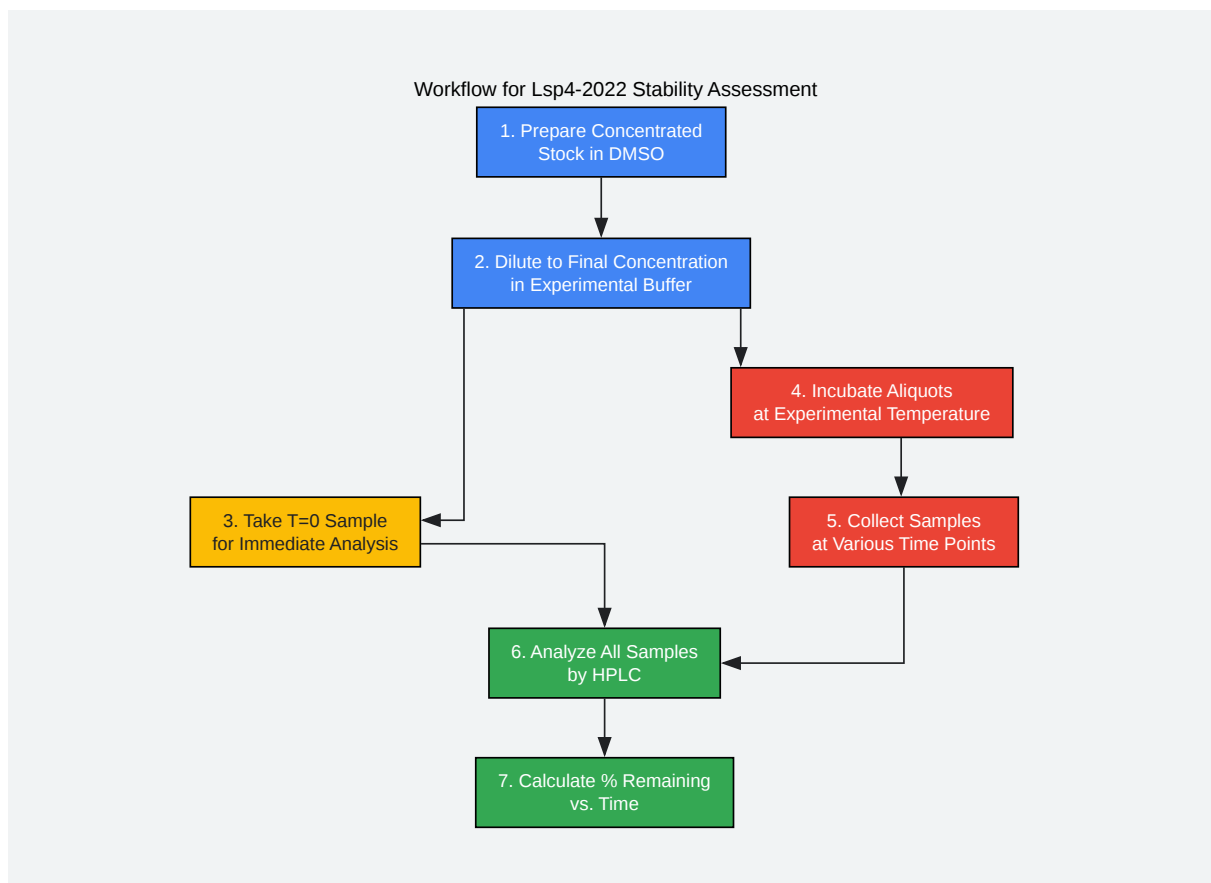 Workflow for Lsp4-2022 Stability Assessment
1. Prepare Concentrated
Stock in DMSO
2. Dilute to Final Concentration
in Experimental Buffer
4. Incubate Aliquots
at Experimental Temperature
3. Take T=0 Sample
for Immediate Analysis
5. Collect Samples
at Various Time Points
6. Analyze All Samples
by HPLC
7. Calculate % Remaining
vs. Time